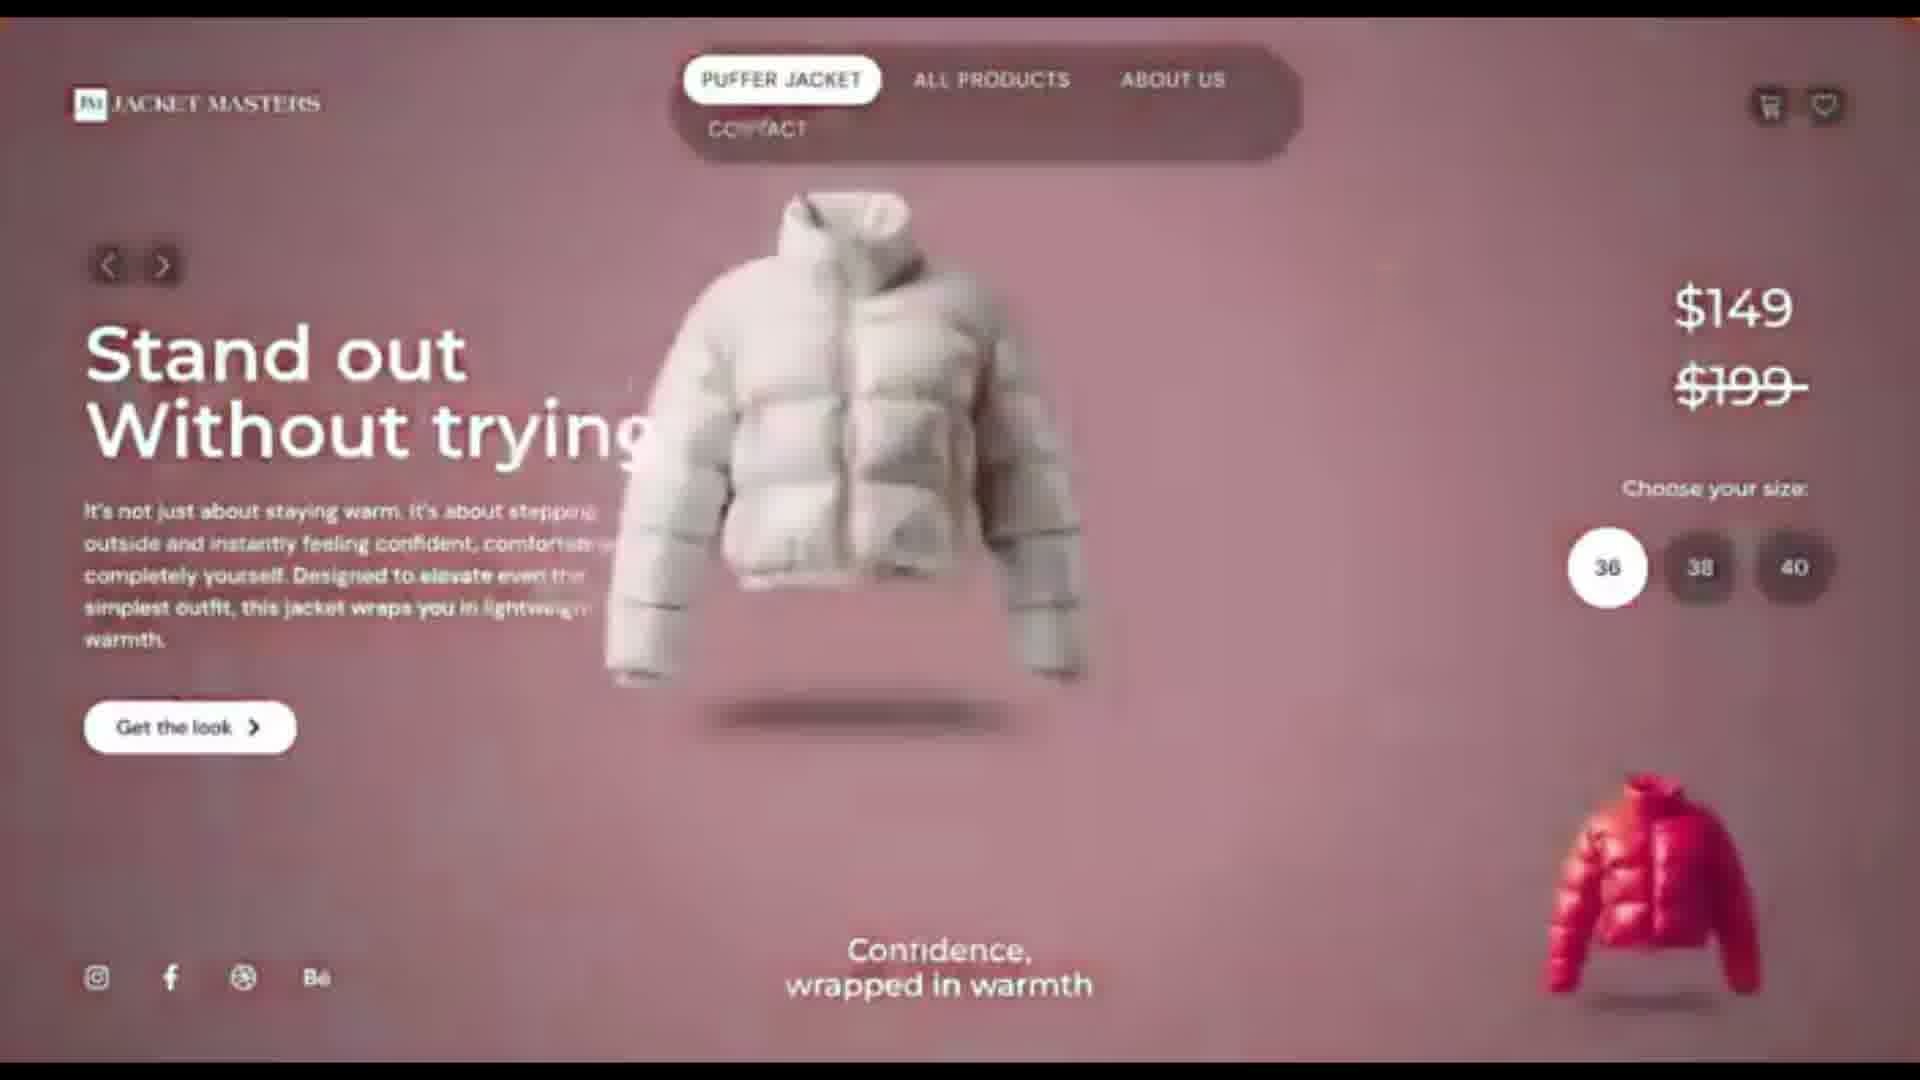 JM JACKET MASTERS
PUFFER JACKET ALL PRODUCTS ABOUT US
CONTACT
Stand out
Without trying
It's not just about staying warm. It's about stepping
outside and instantly feeling confident,
completely yourself. Designed to elevate even the
simplest outfit, this jacket wraps you in
warmth.
Get the look
$149
$199
Choose your size:
36 38 40
Bē
Confidence,
wrapped in warmth